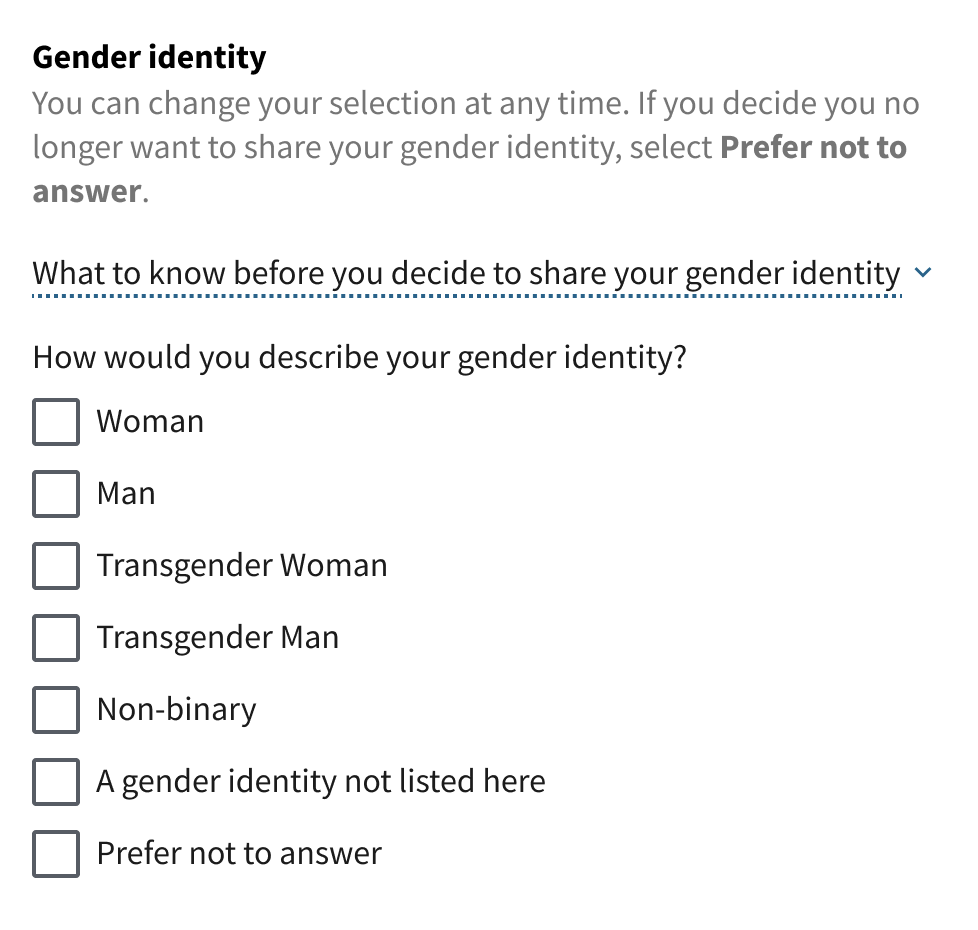 Gender identity
You can change your selection at any time. If you decide you no
longer want to share your gender identity, select Prefer not to
answer.
What to know before you decide to share your gender identity
How would you describe your gender identity?
Woman
Man
Transgender Woman
Transgender Man
Non-binary
A gender identity not listed here
Prefer not to answer